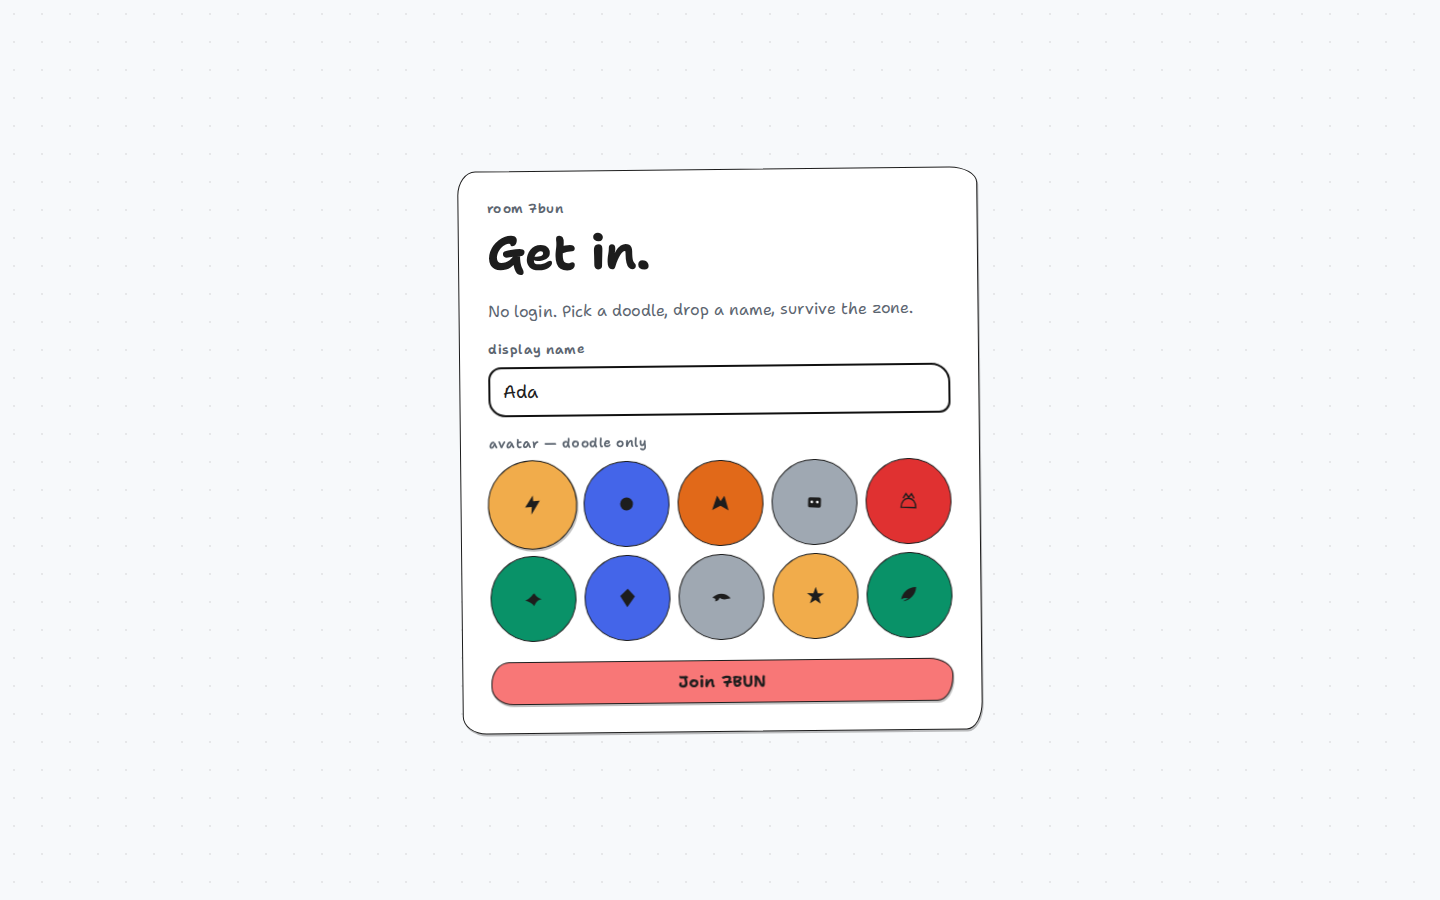 room 7bun
Get in.
No login. Pick a doodle, drop a name, survive the zone.
display name
Ada
avatar — doodle only
Join 7BUN